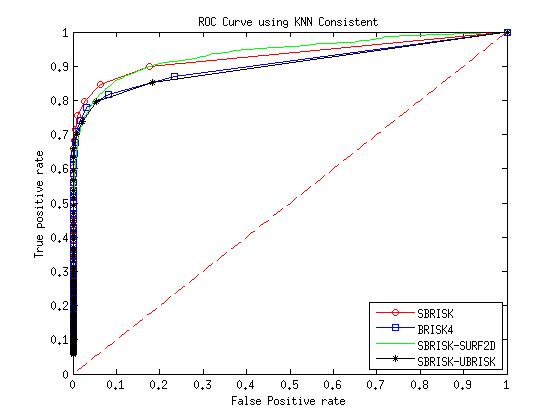 ROC Curve using KNN Consistent
1
0.9
0.8
0.7
0.6
0.5
0.4
0.3
0.2
0.1
0
True positive rate
0 0.1 0.2 0.3 0.4 0.5 0.6 0.7 0.8 0.9 1
False Positive rate
SBRISK
BRISK4
SBRISK-SURF2D
SBRISK-UBRISK